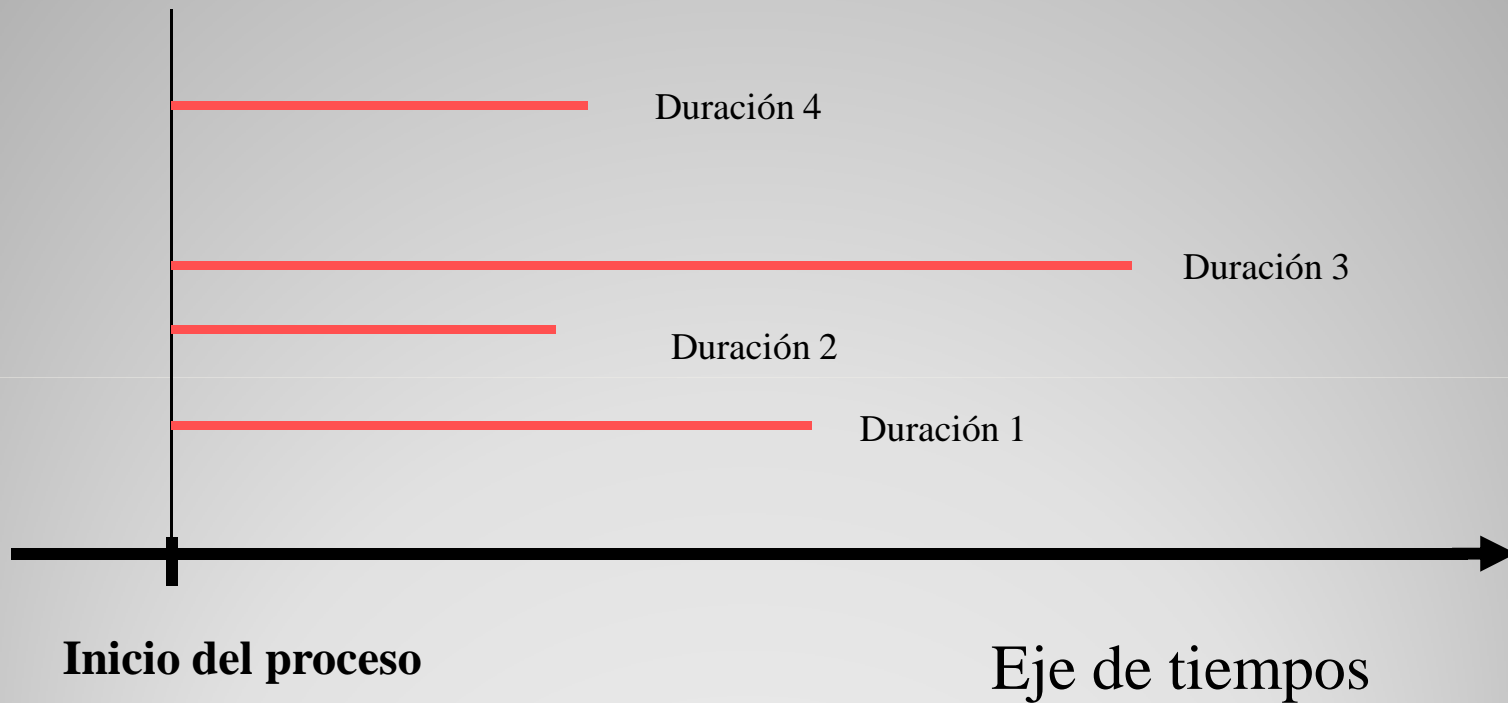 Duración 4
Duración 3
Duración 2
Duración 1
Inicio del proceso
Eje de tiempos